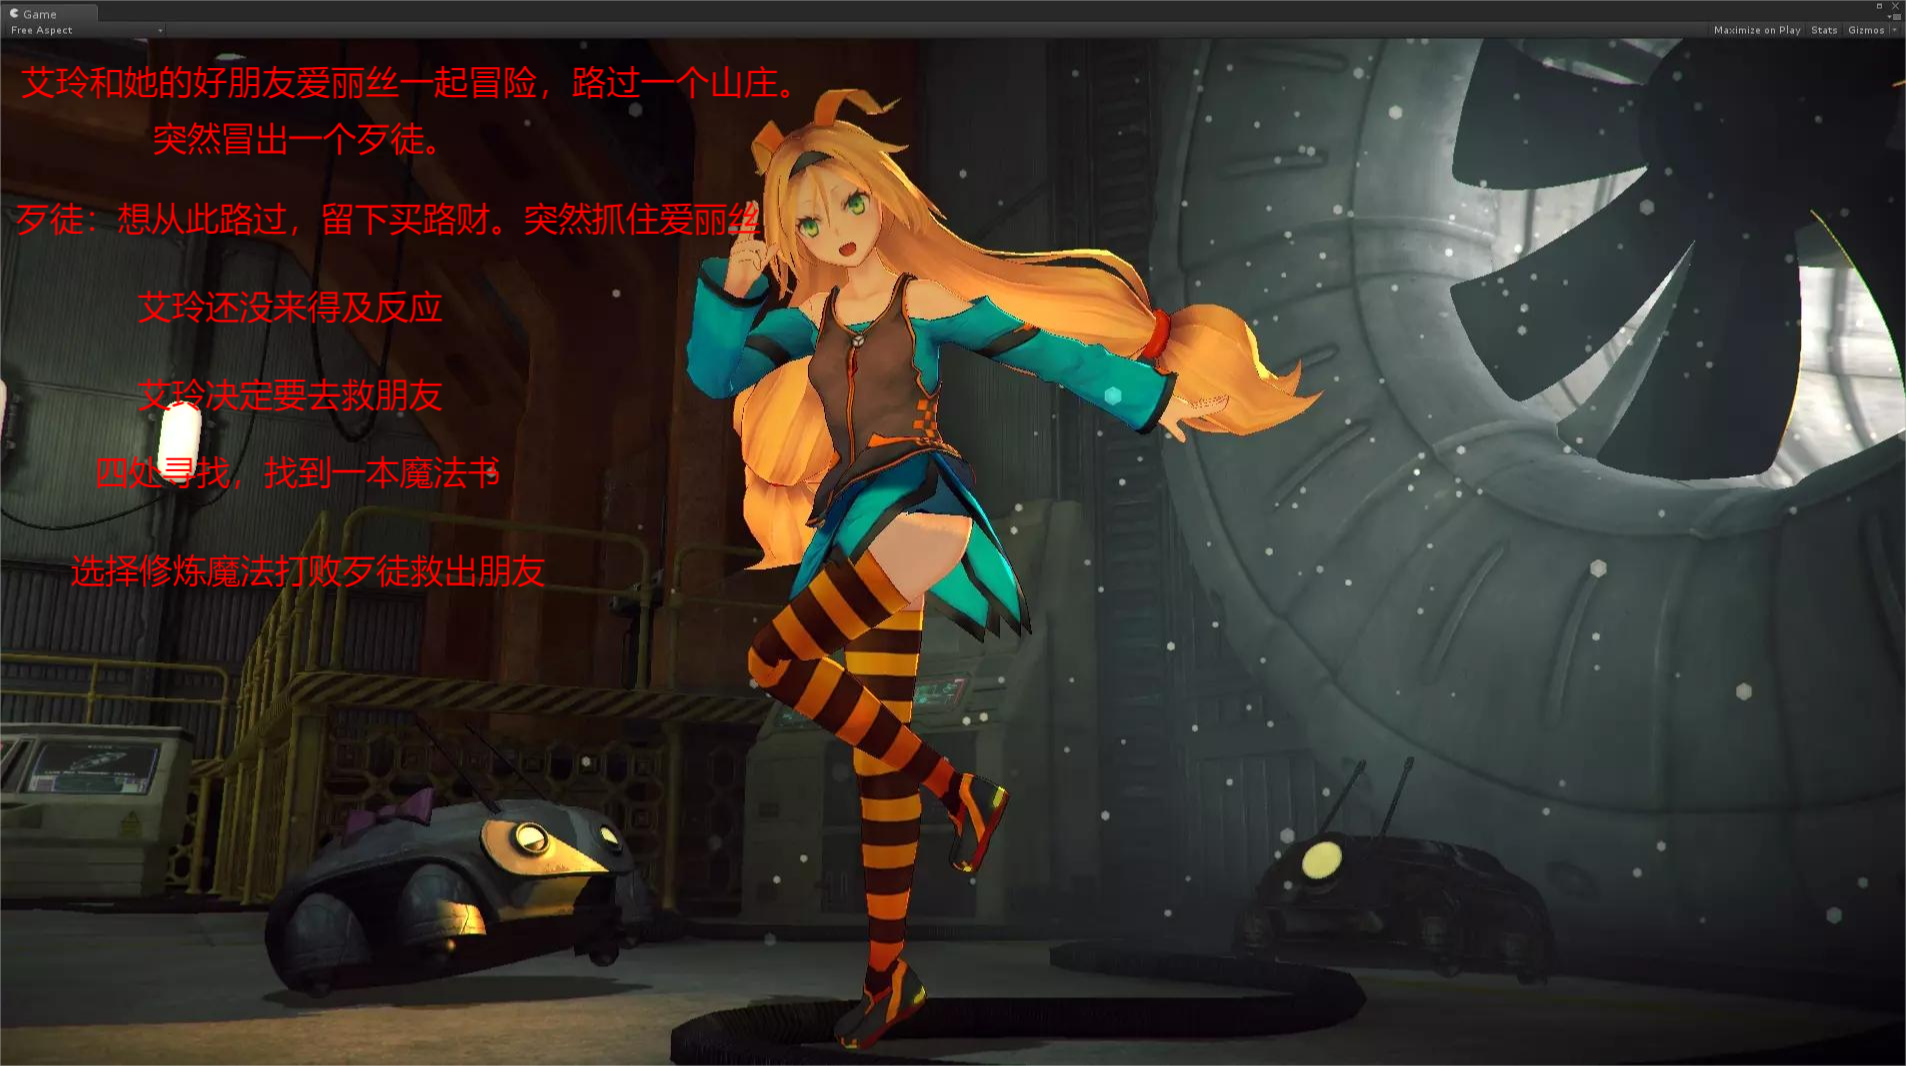 Game
Free Aspect
Maximize on Play Stats Gizmos
艾玲和她的好朋友爱丽丝一起冒险，路过一个山庄。
突然冒出一个歹徒。
歹徒：想从此路过，留下买路财。突然抓住爱丽丝
艾玲还没来得及反应
艾玲决定要去救朋友
四处寻找，找到一本魔法书
选择修炼魔法打败歹徒救出朋友